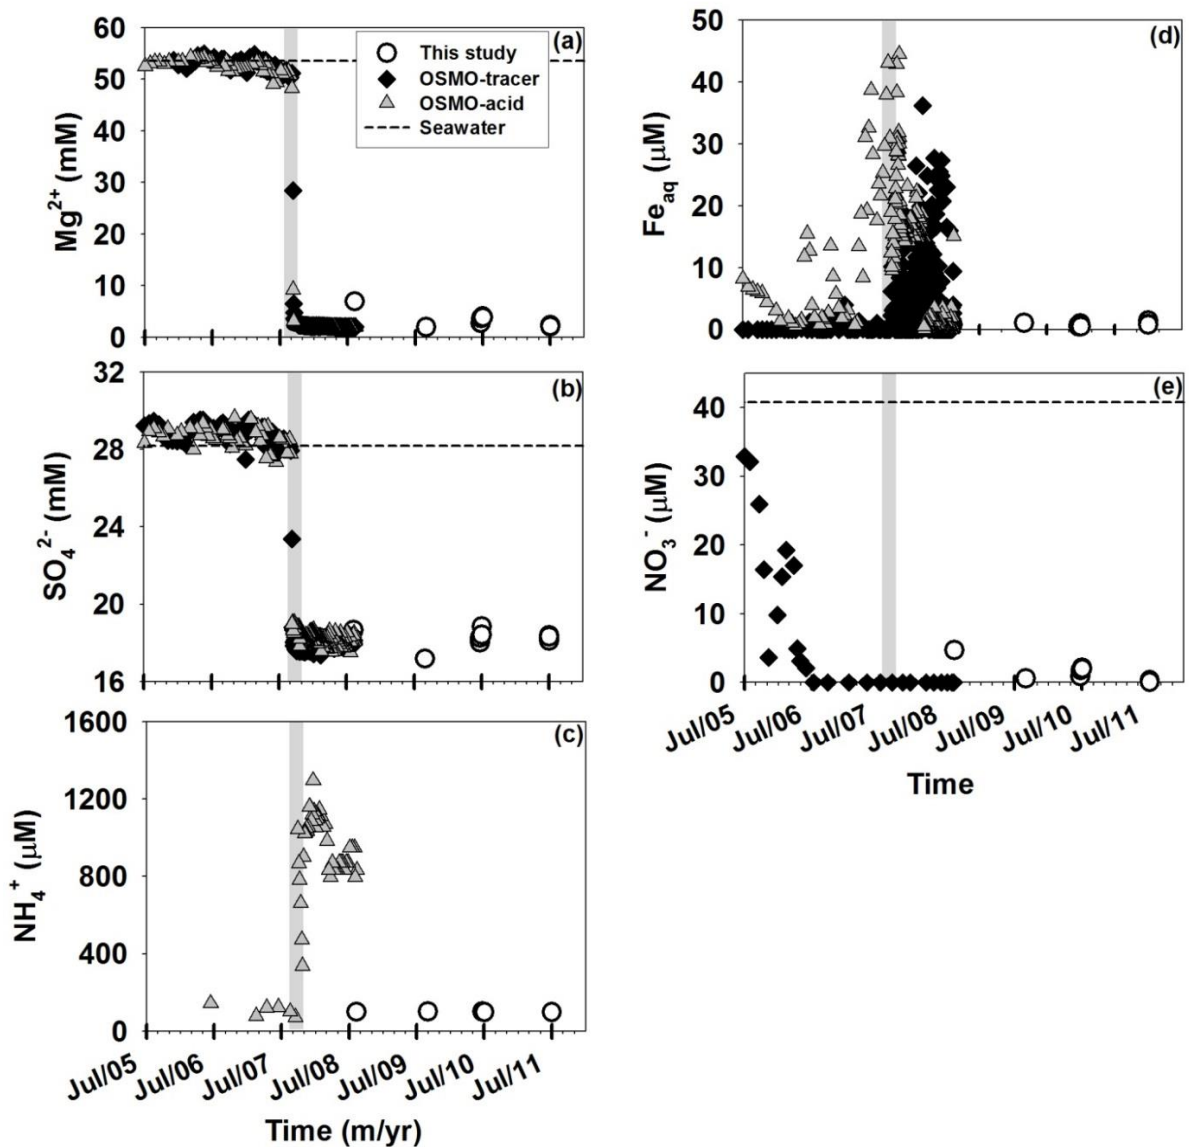 (a)
60
50
40
30
20
10
0
Mg²⁺ (mM)
This study
OSMO-tracer
OSMO-acid
Seawater
(b)
32
28
24
20
16
SO₄²⁻ (mM)
(c)
1600
1200
800
400
0
NH₄⁺ (μM)
Jul/05
Jul/06
Jul/07
Jul/08
Jul/09
Jul/10
Jul/11
Time (m/yr)
(d)
50
40
30
20
10
0
Fe_aq (μM)
(e)
40
30
20
10
0
NO₃⁻ (μM)
Jul/05
Jul/06
Jul/07
Jul/08
Jul/09
Jul/10
Jul/11
Time